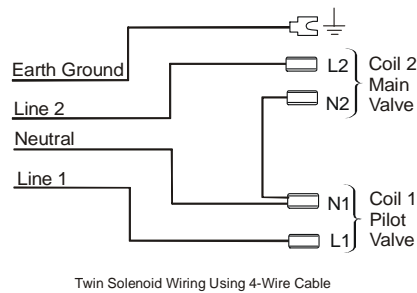 Earth Ground
Line 2
Neutral
Line 1
L2
N2
Coil 2
Main
Valve
N1
L1
Coil 1
Pilot
Valve
Twin Solenoid Wiring Using 4-Wire Cable